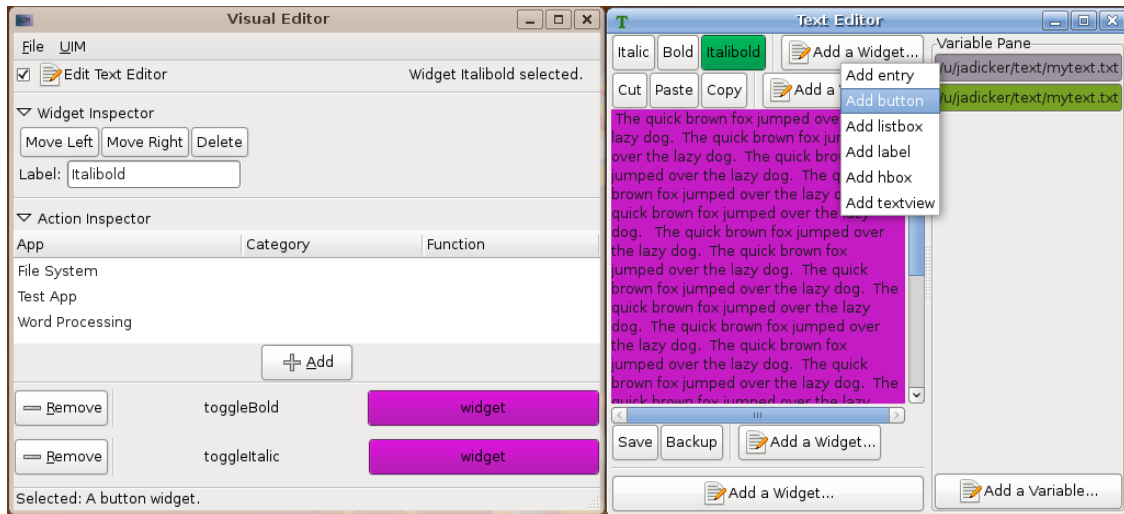 Visual Editor
File UIM
Edit Text Editor Widget Italibold selected.
Widget Inspector
Move Left Move Right Delete
Label: Italibold
Action Inspector
App Category Function
File System
Test App
Word Processing
Add
Remove toggleBold widget
Remove toggleItalic widget
Selected: A button widget.
T Text Editor
Italic Bold Italibold Add a Widget...
Cut Paste Copy Add a
Add entry
Add button
Add listbox
Add label
Add hbox
Add textview
The quick brown fox jumped ove
lazy dog. The quick brown fox jur
over the lazy dog. The quick brow
jumped over the lazy dog. The q
brown fox jumped over the lazy d
quick brown fox jumped over the lazy
dog. The quick brown fox jumped over
the lazy dog. The quick brown fox
jumped over the lazy dog. The quick
brown fox jumped over the lazy dog. The
quick brown fox jumped over the lazy
dog. The quick brown fox jumped over
the lazy dog. The quick brown fox
jumped over the lazy dog. The quick
brown fox jumped over the lazy dog. The
quick brown fox jumped over the lazy
Save Backup Add a Widget...
Add a Widget...
Variable Pane
/u/jadicker/text/mytext.txt
/u/jadicker/text/mytext.txt
Add a Variable...